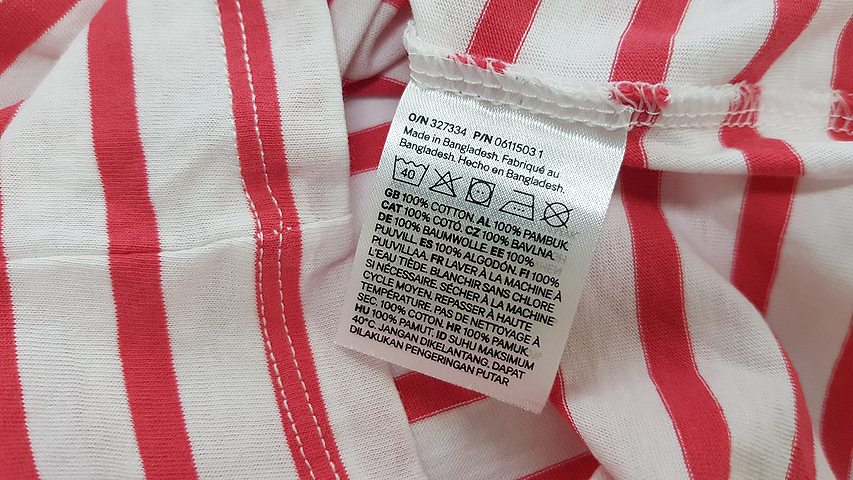 O/N 327334 P/N 0611503 1
Made in Bangladesh. Fabriqué au
Bangladesh. Hecho en Bangladesh.
40
GB 100% COTTON. AL 100% PAMBUK.
CAT 100% COTÓ. CZ 100% BAVLNA.
DE 100% BAUMWOLLE. EE 100%
PUUVILL. ES 100% ALGODÓN. FI 100%
PUUVILLAA. FR LAVER À LA MACHINE À
L'EAU TIÈDE. BLANCHIR SANS CHLORE
SI NÉCESSAIRE. SÉCHER À LA MACHINE
CYCLE MOYEN. REPASSER À HAUTE
TEMPÉRATURE. PAS DE NETTOYAGE À
SEC. 100% COTON. HR 100% PAMUK.
HU 100% PAMUT. ID SUHU MAKSIMUM
40°C. JANGAN DIKELANTANG. DAPAT
DILAKUKAN PENGERINGAN PUTAR